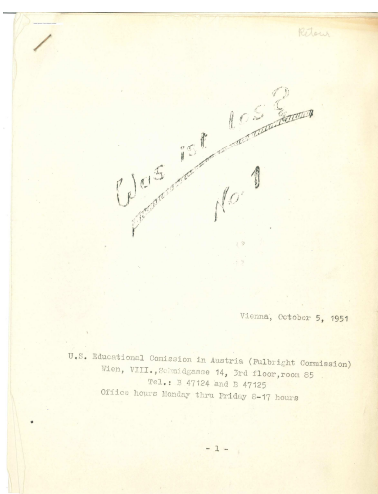 Was ist los?
No. 1
Vienna, October 5, 1951
U.S. Educational Comission in Austria (Fulbright Commission)
Wien, VIII.,Schmidgasse 14, 3rd floor,room 85
Tel.: B 47124 and B 47125
Office hours Monday thru Friday 8-17 hours
- 1 -